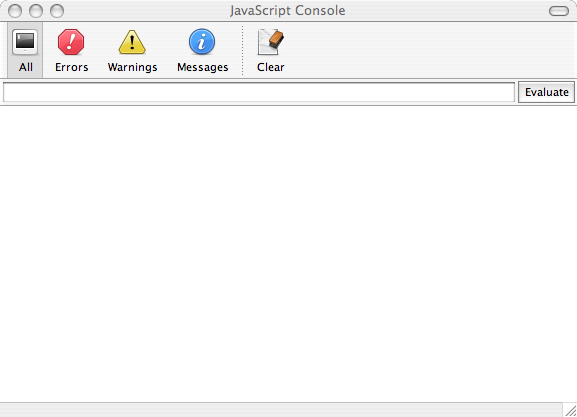 JavaScript Console
All Errors Warnings Messages Clear
Evaluate